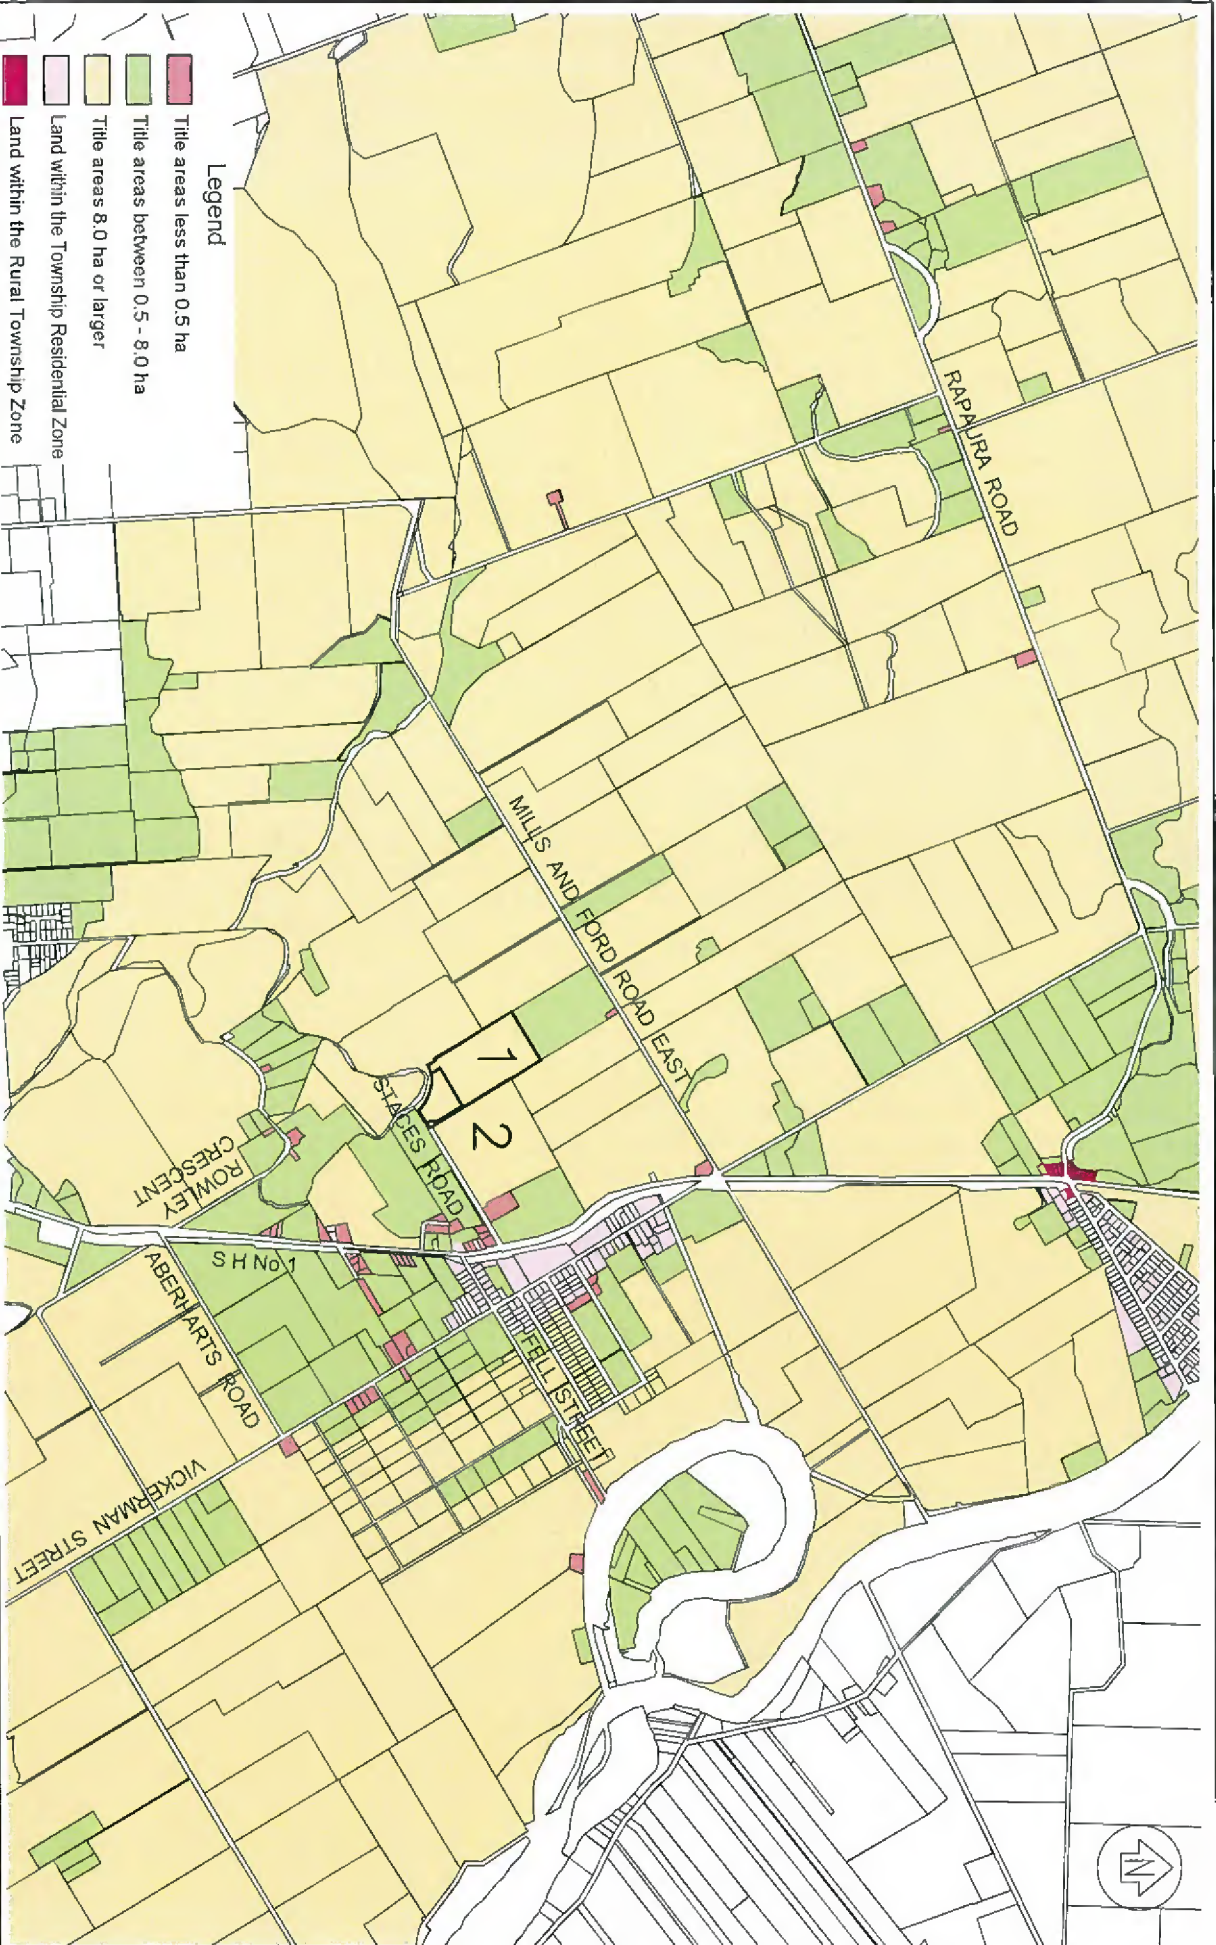 Legend
Title areas less than 0.5 ha
Title areas between 0.5 - 8.0 ha
Title areas 8.0 ha or larger
Land within the Township Residential Zone
Land within the Rural Township Zone
RAPAURA ROAD
MILLS AND FORD ROAD EAST
1
2
STACES ROAD
ROWLEY
CRESCENT
S H No 1
ABERHARTS ROAD
FELL STREET
VICKERMAN STREET
N